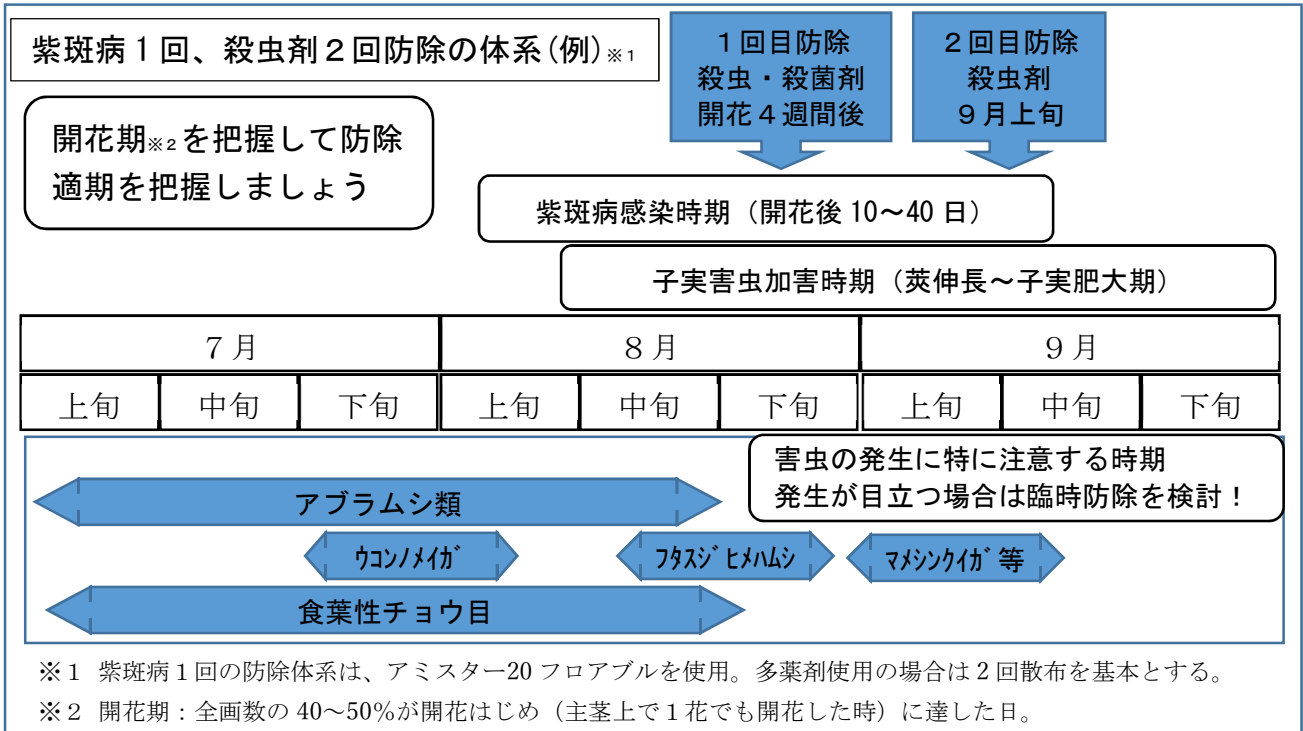 紫斑病１回、殺虫剤２回防除の体系(例)※１
１回目防除
殺虫・殺菌剤
開花４週間後
２回目防除
殺虫剤
９月上旬
開花期※２を把握して防除
適期を把握しましょう
紫斑病感染時期（開花後 10～40 日）
子実害虫加害時期（莢伸長～子実肥大期）
７月 ８月 ９月
上旬 中旬 下旬 上旬 中旬 下旬 上旬 中旬 下旬
害虫の発生に特に注意する時期
発生が目立つ場合は臨時防除を検討！
アブラムシ類
ｳｺﾝﾉﾒｲｶﾞ ﾌﾀｽｼﾞﾋﾒﾊﾑｼ ﾏﾒｼﾝｸｲｶﾞ等
食葉性チョウ目
※１ 紫斑病１回の防除体系は、アミスター20 フロアブルを使用。多薬剤使用の場合は２回散布を基本とする。
※２ 開花期：全画数の 40～50％が開花はじめ（主茎上で１花でも開花した時）に達した日。